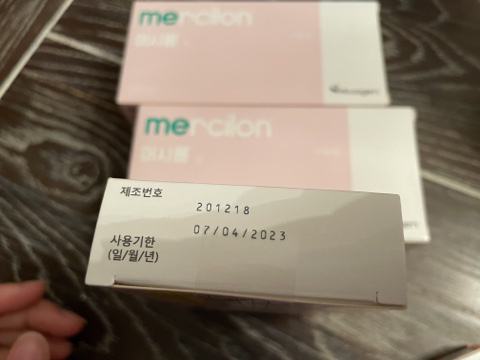 mercilon
머시론
mercilon
머시론
제조번호
201218
07/04/2023
사용기한
(일/월/년)